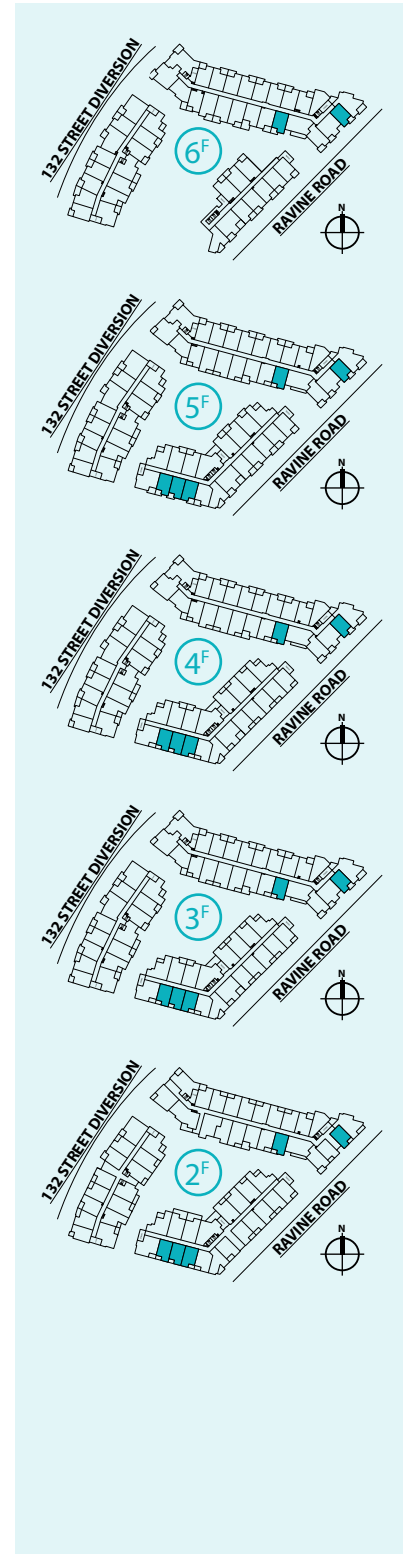 132 STREET DIVERSION
6F
RAVINE ROAD
N
132 STREET DIVERSION
5F
RAVINE ROAD
N
132 STREET DIVERSION
4F
RAVINE ROAD
N
132 STREET DIVERSION
3F
RAVINE ROAD
N
132 STREET DIVERSION
2F
RAVINE ROAD
N